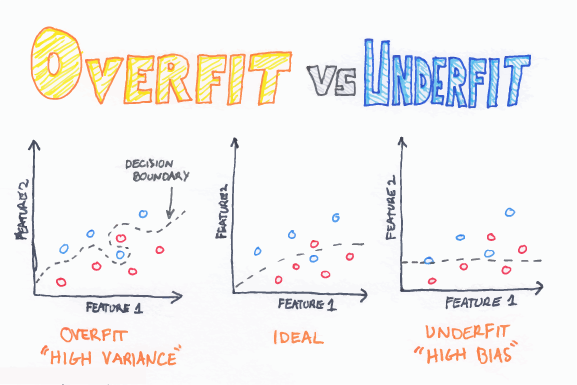 OVERFIT VS UNDERFIT
DECISION
BOUNDARY
FEATURE 2
FEATURE 1
OVERFIT
"HIGH VARIANCE"
FEATURE 2
FEATURE 1
IDEAL
FEATURE 2
FEATURE 1
UNDERFIT
"HIGH BIAS"